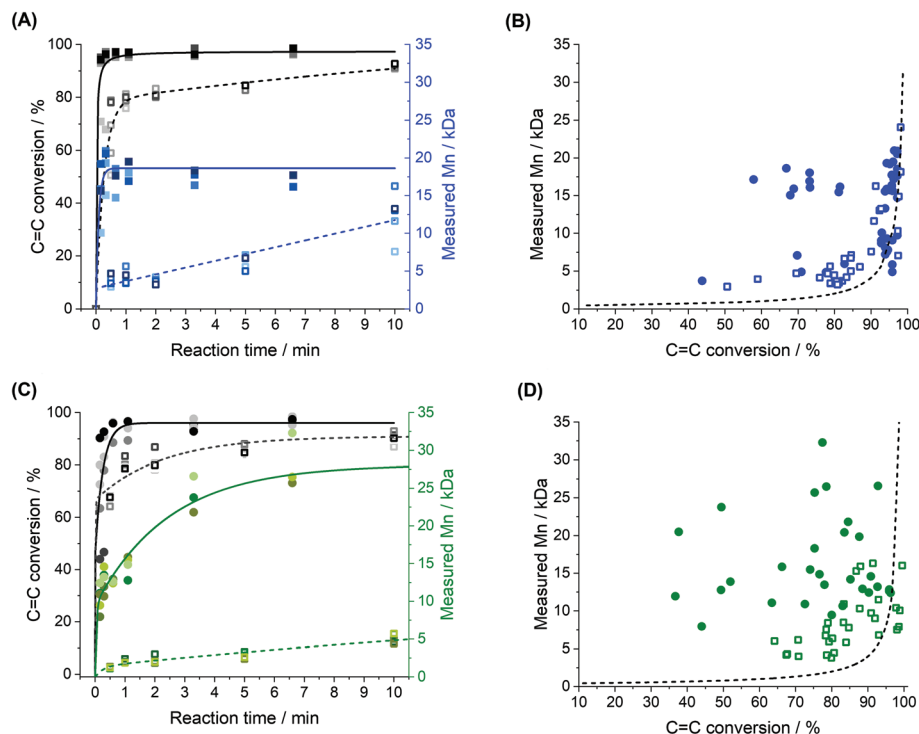 (A)
100
80
60
40
20
0
C=C conversion / %
35
30
25
20
15
10
5
0
Measured Mn / kDa
0 1 2 3 4 5 6 7 8 9 10
Reaction time / min
(B)
35
30
25
20
15
10
5
0
Measured Mn / kDa
10 20 30 40 50 60 70 80 90 100
C=C conversion / %
(C)
100
80
60
40
20
0
C=C conversion / %
35
30
25
20
15
10
5
0
Measured Mn / kDa
0 1 2 3 4 5 6 7 8 9 10
Reaction time / min
(D)
35
30
25
20
15
10
5
0
Measured Mn / kDa
10 20 30 40 50 60 70 80 90 100
C=C conversion / %